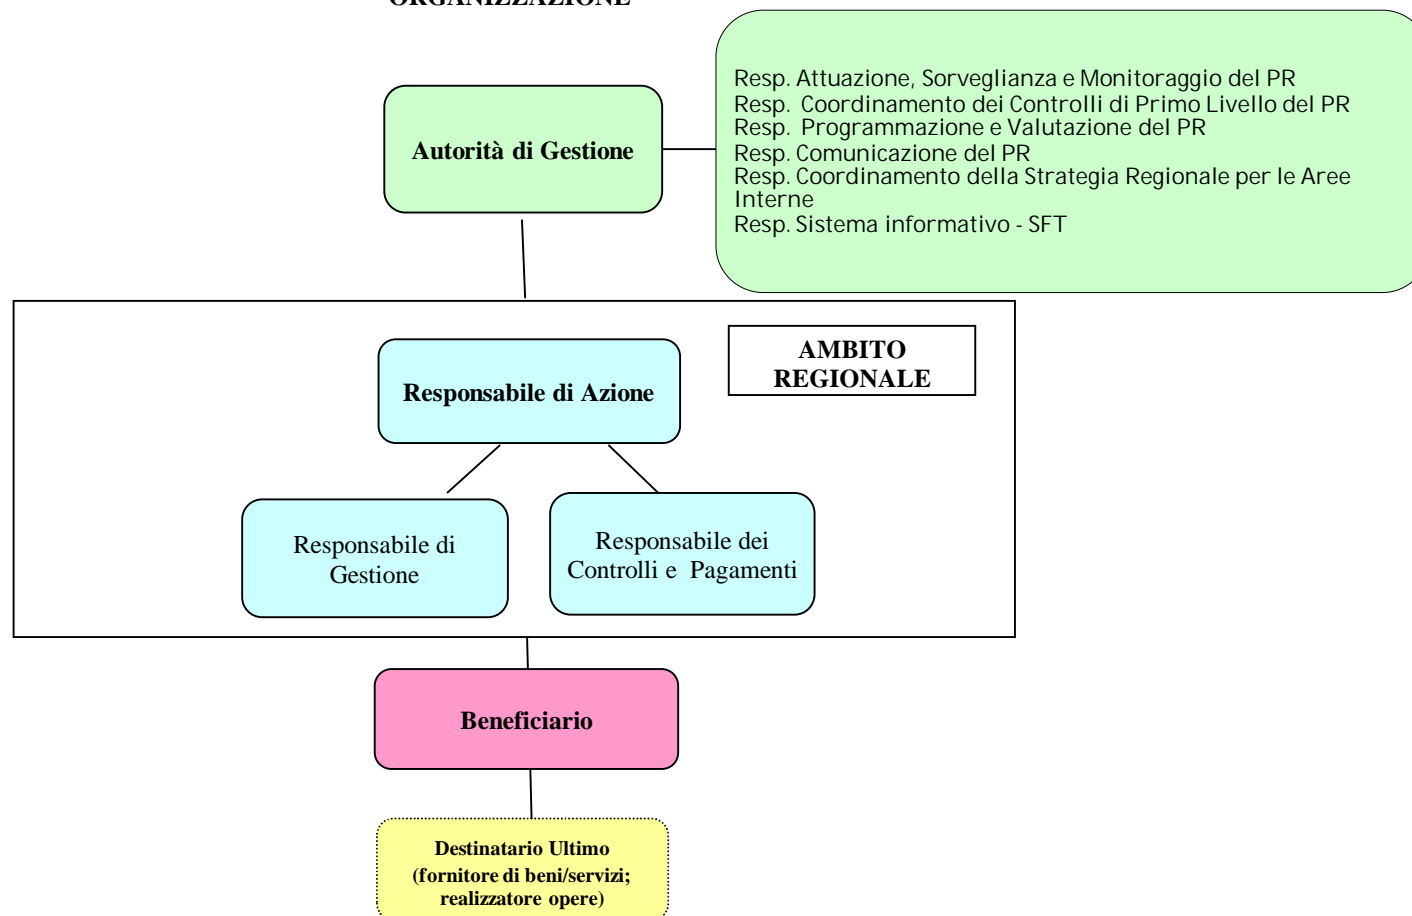 ORGANIZZAZIONE
Resp. Attuazione, Sorveglianza e Monitoraggio del PR
Resp. Coordinamento dei Controlli di Primo Livello del PR
Resp. Programmazione e Valutazione del PR
Resp. Comunicazione del PR
Resp. Coordinamento della Strategia Regionale per le Aree
Interne
Resp. Sistema informativo - SFT
Autorità di Gestione
AMBITO
REGIONALE
Responsabile di Azione
Responsabile di
Gestione
Responsabile dei
Controlli e Pagamenti
Beneficiario
Destinatario Ultimo
(fornitore di beni/servizi;
realizzatore opere)